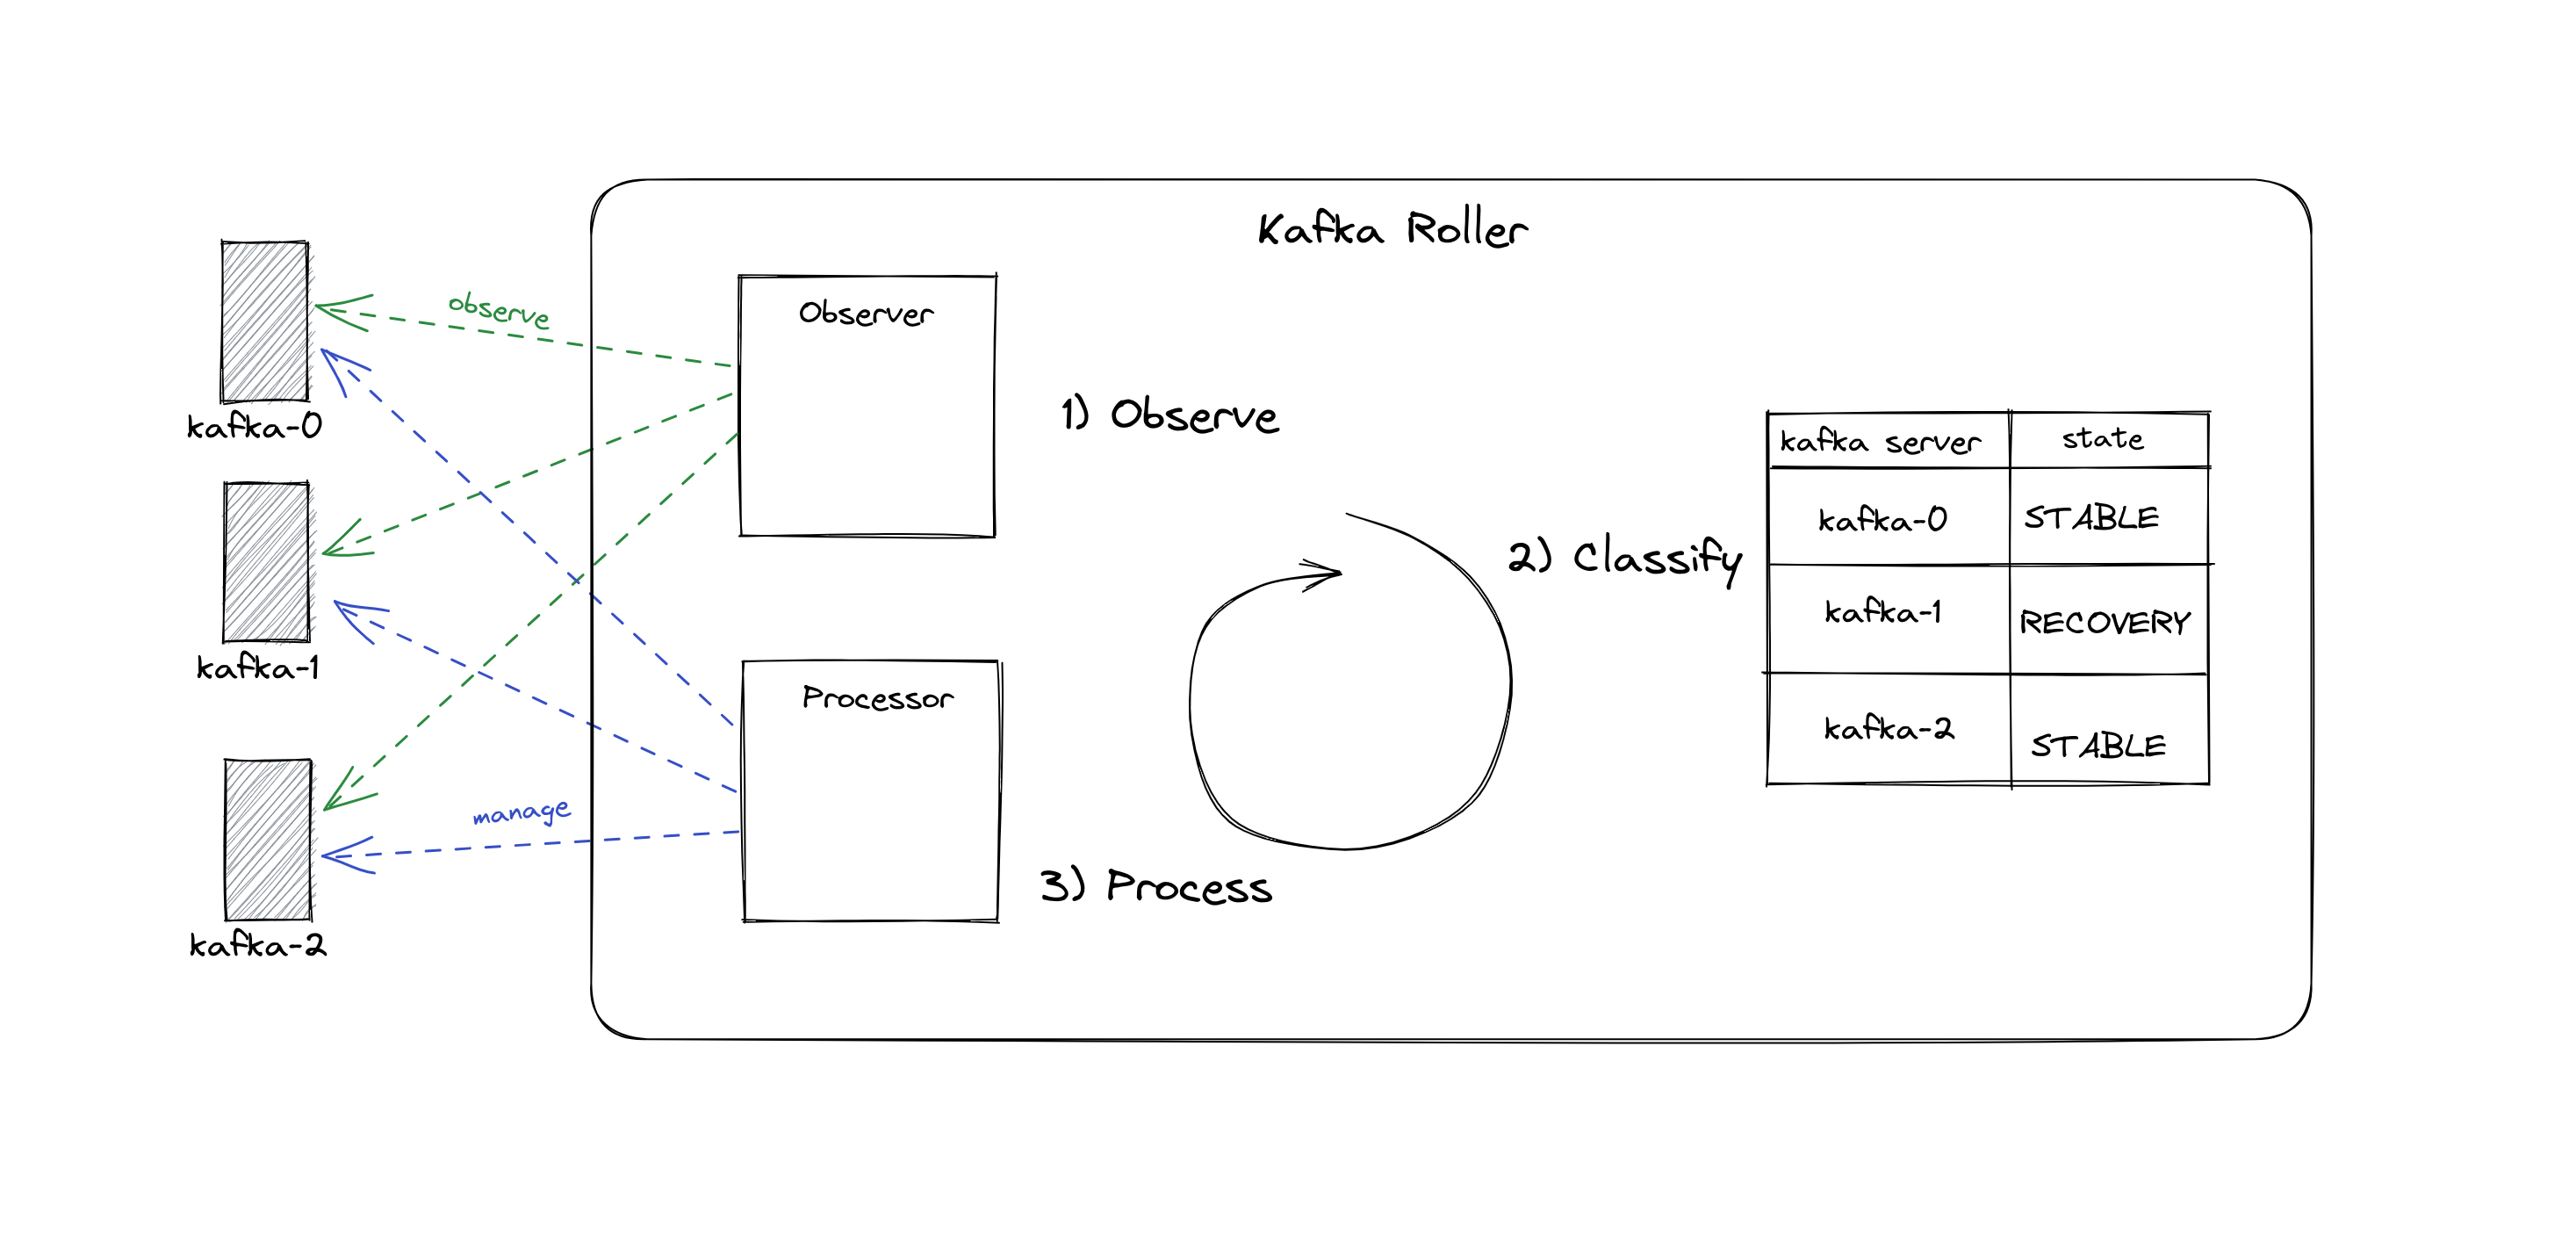 Kafka Roller
observe
kafka-0
kafka-1
manage
kafka-2
Observer
1) Observe
2) Classify
Processor
3) Process
kafka server state
kafka-0 STABLE
kafka-1 RECOVERY
kafka-2 STABLE